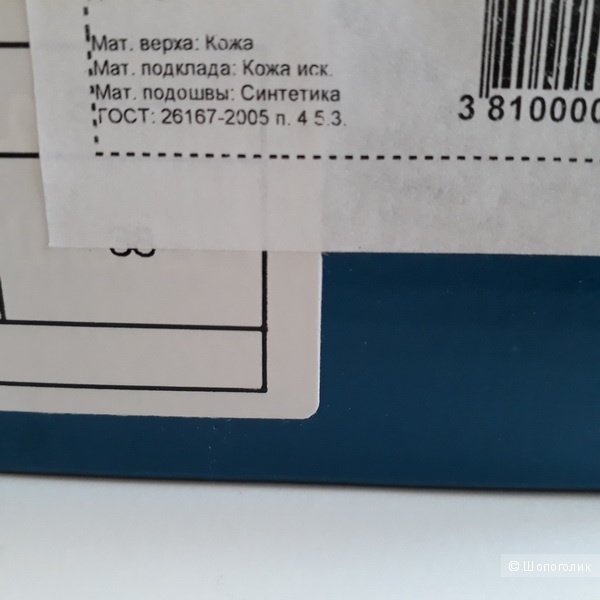 Мат. верха: Кожа
Мат. подклада: Кожа иск.
Мат. подошвы: Синтетика
ГОСТ: 26167-2005 п. 4 5.3.
3 810000
© Шопоголик